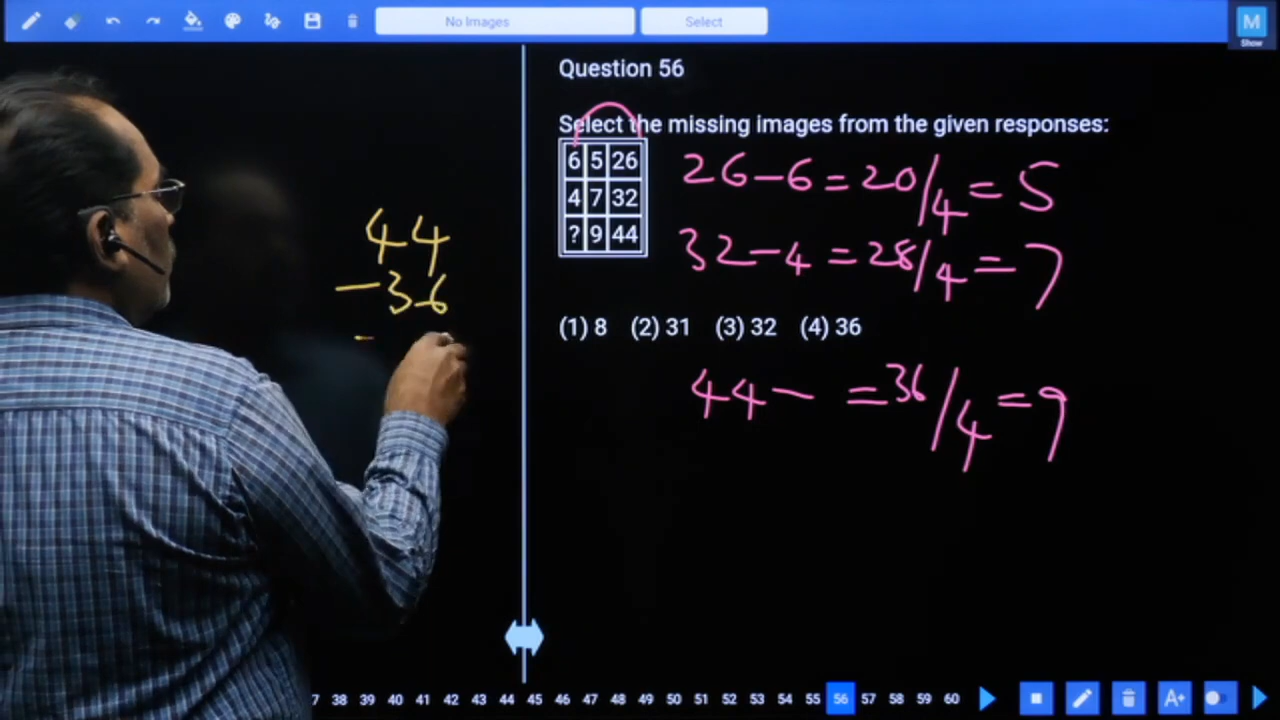 No Images
Select
M
Show
Question 56
Select the missing images from the given responses:
6 5 26
4 7 32
? 9 44
26-6=20/4=5
32-4=28/4=7
(1) 8 (2) 31 (3) 32 (4) 36
44- =36/4=9
44
-36
7 38 39 40 41 42 43 44 45 46 47 48 49 50 51 52 53 54 55 56 57 58 59 60
A+